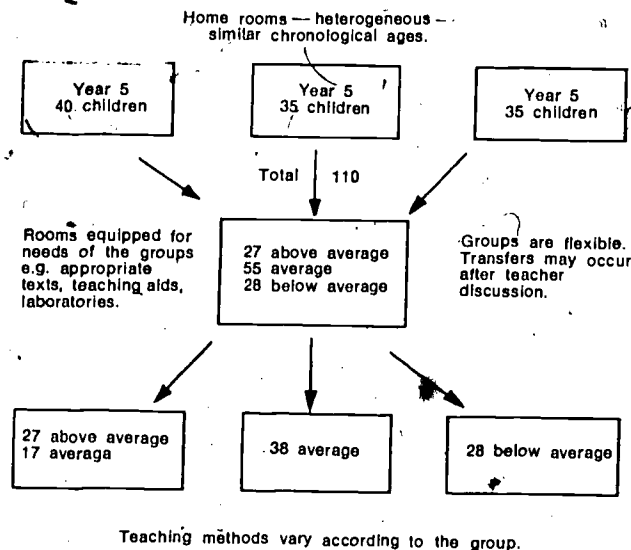 Home rooms — heterogeneous —
similar chronological ages.
Year 5
40 children
Year 5
35 children
Year 5
35 children
Total 110
Rooms equipped for
needs of the groups
e.g. appropriate
texts, teaching aids,
laboratories.
27 above average
55 average
28 below average
Groups are flexible.
Transfers may occur
after teacher
discussion.
27 above average
17 averaga
38 average
28 below average
Teaching methods vary according to the group.